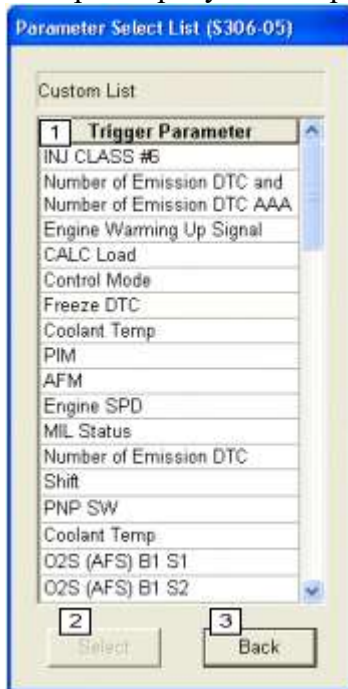 Parameter Select List (S306-05)
Custom List
1 Trigger Parameter
INJ CLASS #6
Number of Emission DTC and
Number of Emission DTC AAA
Engine Warming Up Signal
CALC Load
Control Mode
Freeze DTC
Coolant Temp
PIM
AFM
Engine SPD
MIL Status
Number of Emission DTC
Shift
PNP SW
Coolant Temp
O2S (AFS) B1 S1
O2S (AFS) B1 S2
2 3
Select Back